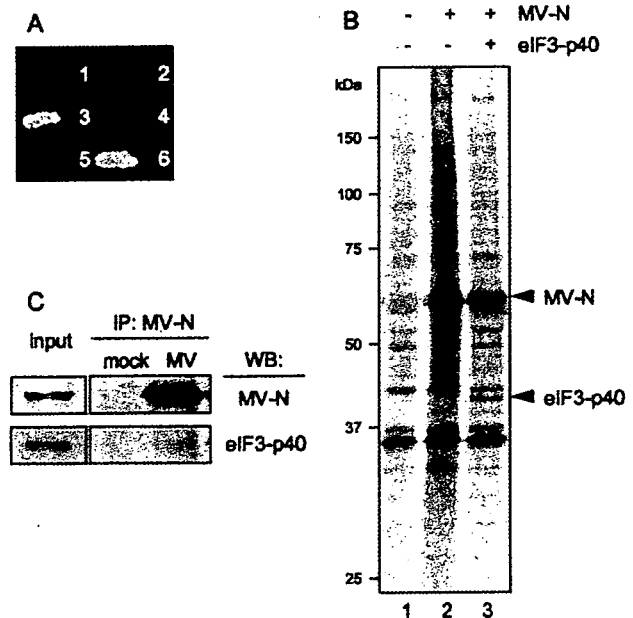 A
1 2
3 4
5 6
B
- + + MV-N
- - + eIF3-p40
kDa
150
100
75
MV-N
50
eIF3-p40
37
25
1 2 3
C
input
IP: MV-N
mock MV WB:
MV-N
eIF3-p40